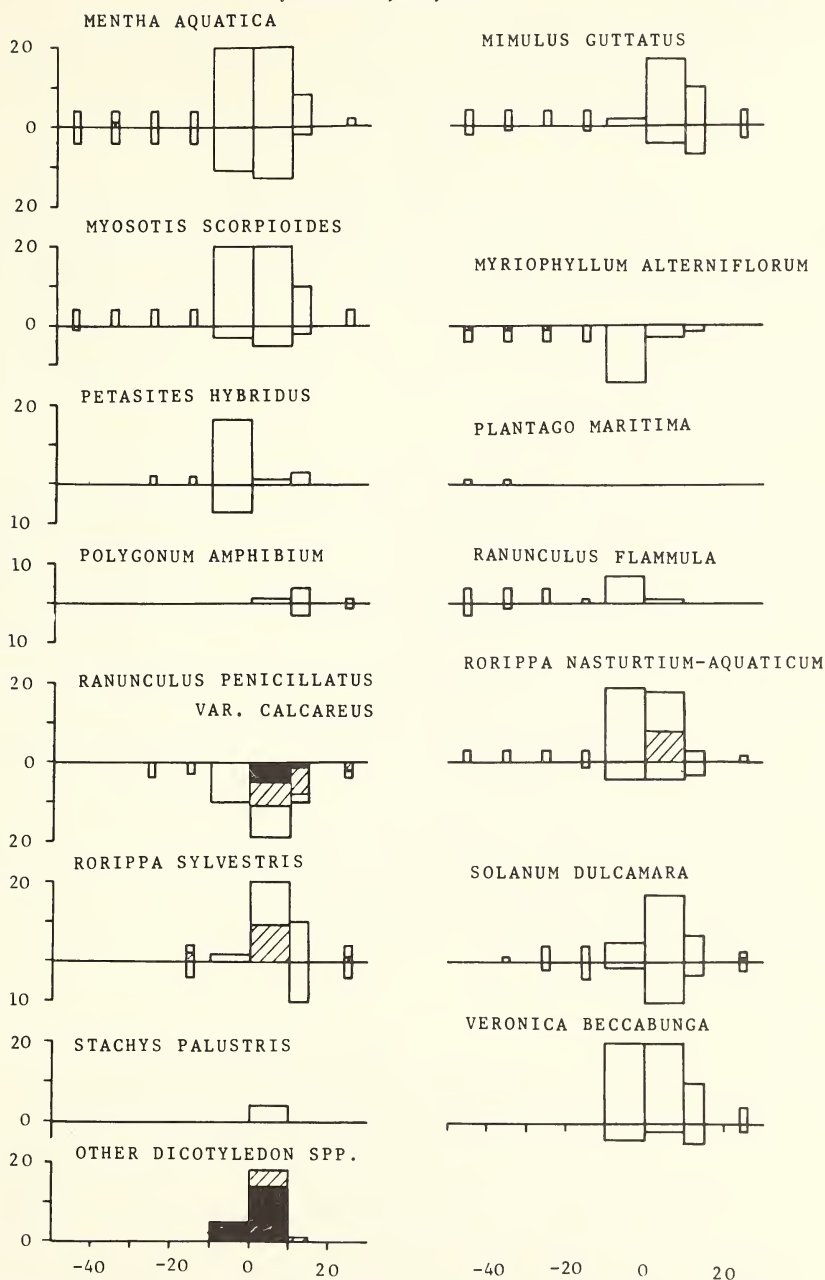 MENTHA AQUATICA
20
0
20
MIMULUS GUTTATUS
MYOSOTIS SCORPIOIDES
20
0
MYRIOPHYLLUM ALTERNIFLORUM
PETASITES HYBRIDUS
20
10
PLANTAGO MARITIMA
POLYGONUM AMPHIBIUM
10
10
RANUNCULUS FLAMMULA
RANUNCULUS PENICILLATUS
VAR. CALCAREUS
20
0
20
RORIPPA NASTURTIUM-AQUATICUM
RORIPPA SYLVESTRIS
20
10
SOLANUM DULCAMARA
STACHYS PALUSTRIS
20
0
VERONICA BECCABUNGA
OTHER DICOTYLEDON SPP.
20
0
-40 -20 0 20
-40 -20 0 20